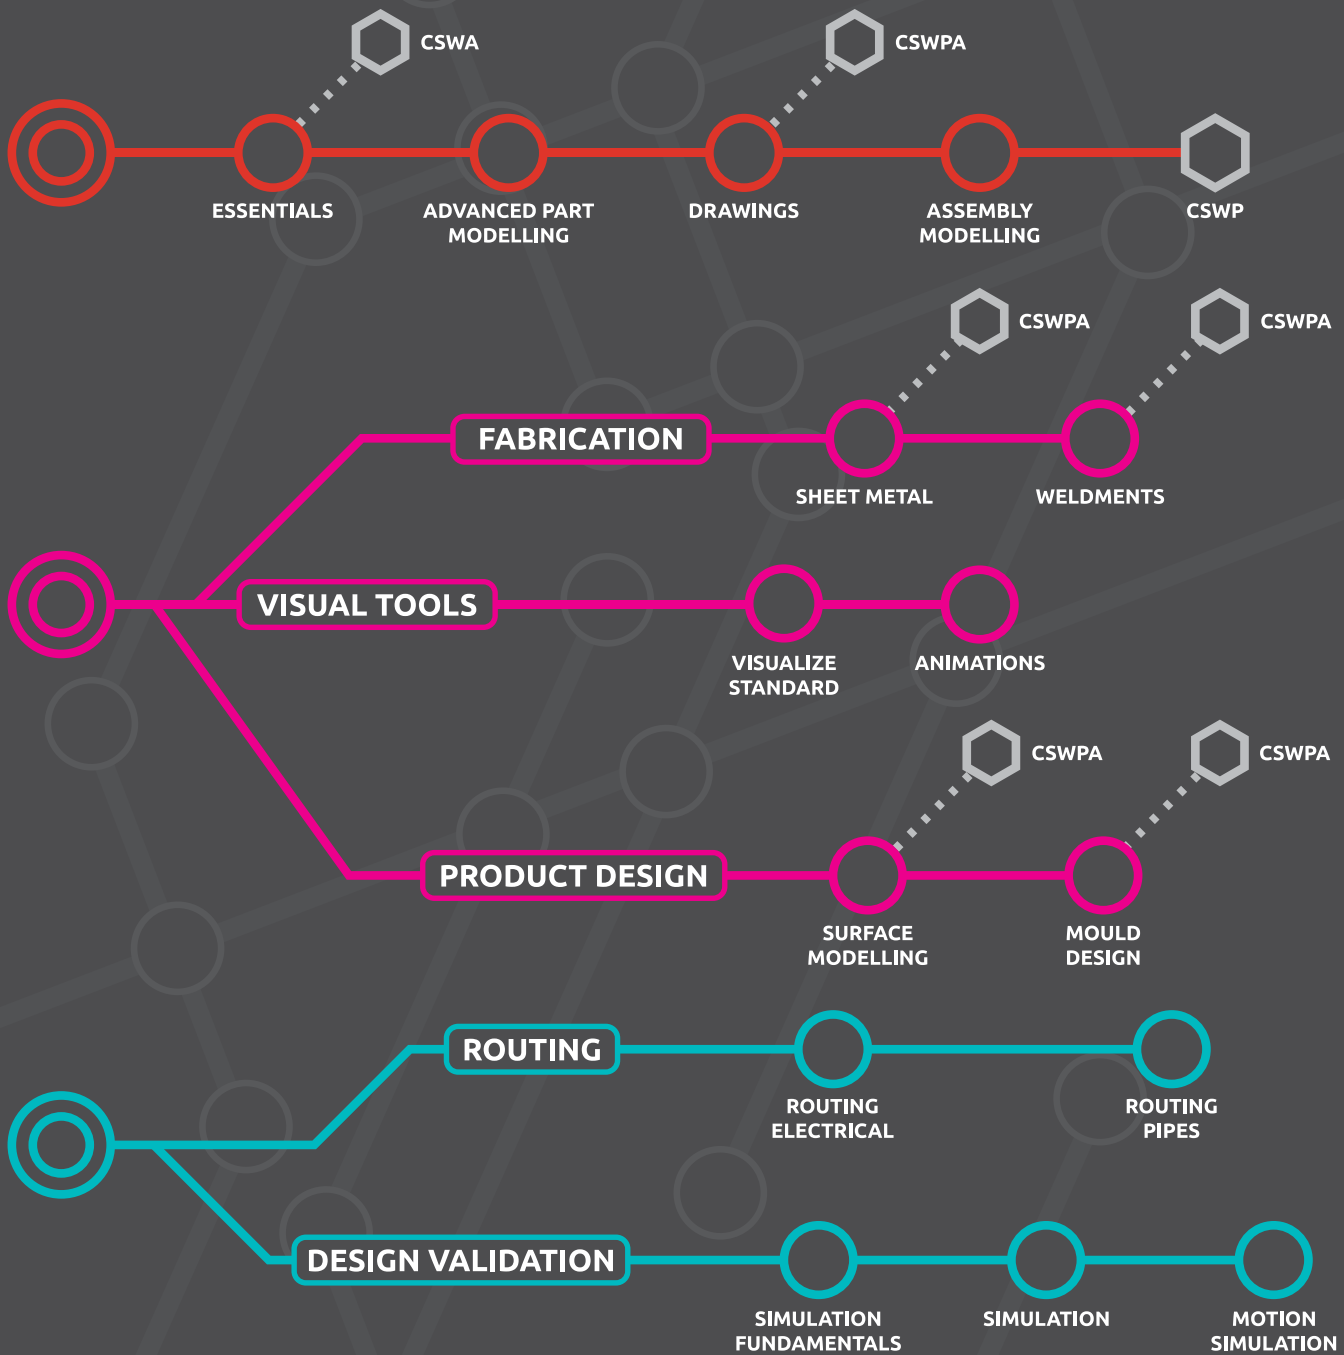 CSWA
CSWPA
ESSENTIALS
ADVANCED PART
MODELLING
DRAWINGS
ASSEMBLY
MODELLING
CSWP
CSWPA
CSWPA
FABRICATION
SHEET METAL
WELDMENTS
VISUAL TOOLS
VISUALIZE
STANDARD
ANIMATIONS
CSWPA
CSWPA
PRODUCT DESIGN
SURFACE
MODELLING
MOULD
DESIGN
ROUTING
ROUTING
ELECTRICAL
ROUTING
PIPES
DESIGN VALIDATION
SIMULATION
FUNDAMENTALS
SIMULATION
MOTION
SIMULATION